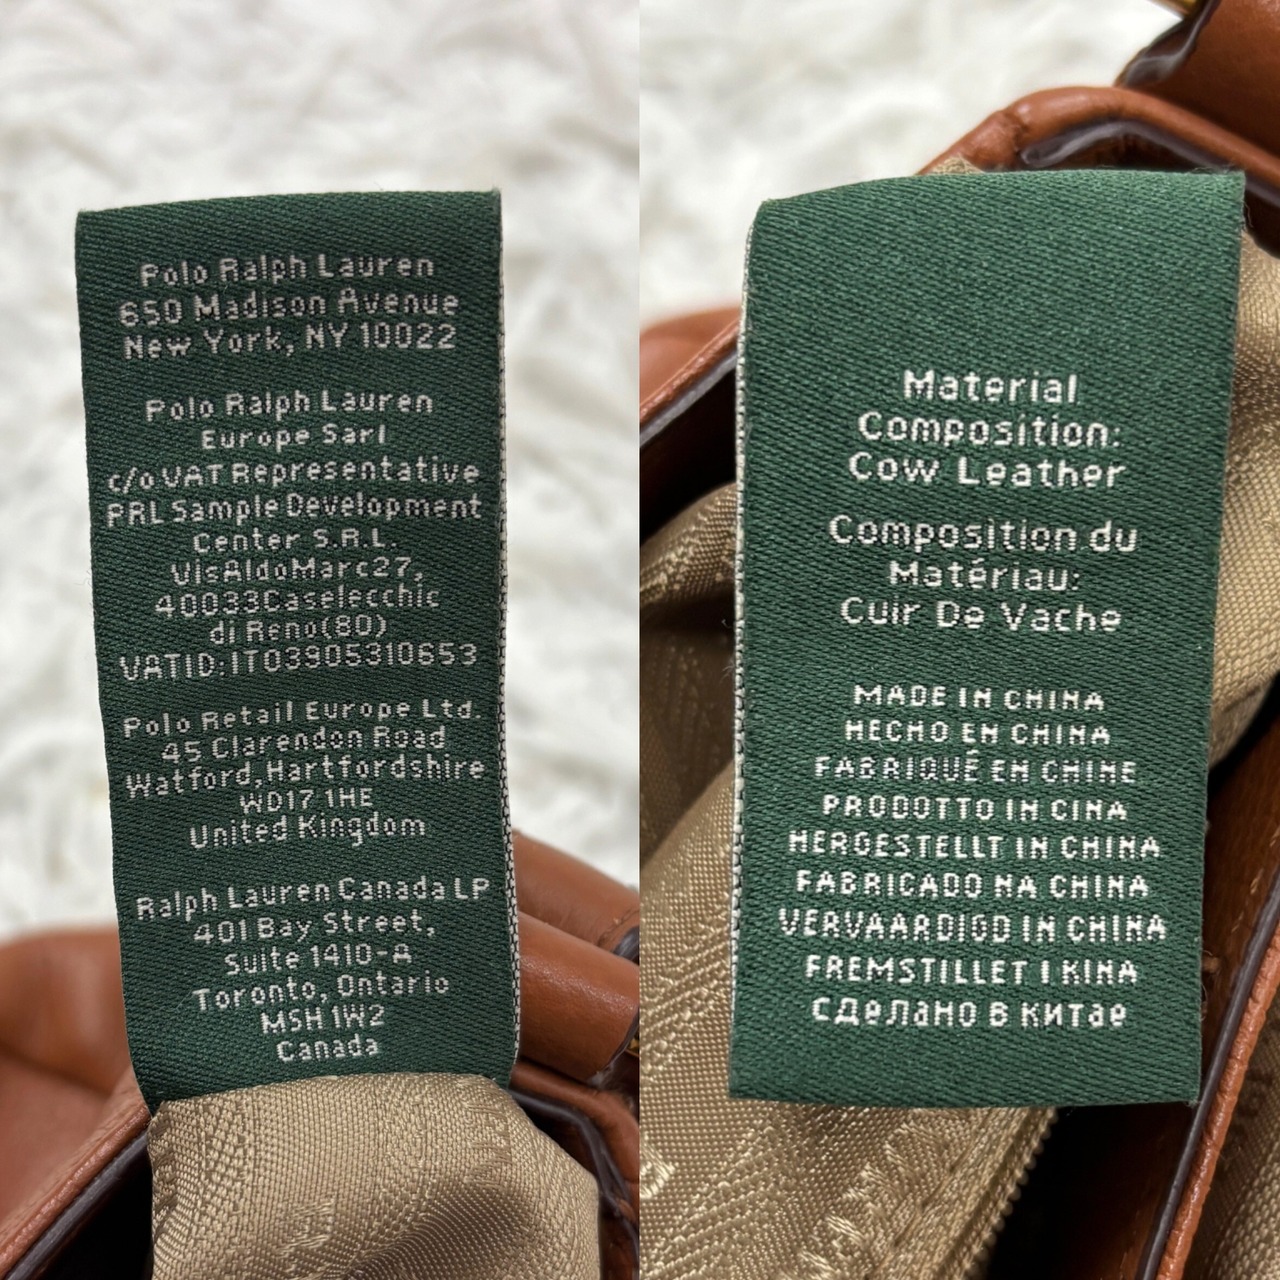 Polo Ralph Lauren
650 Madison Avenue
New York, NY 10022
Polo Ralph Lauren
Europe Sarl
c/o VAT Representative
PRL Sample Development
Center S.R.L.
VisAldoMarc27,
40033Caselecchic
di Reno(80)
VATID:IT03905310653
Polo Retail Europe Ltd.
45 Clarendon Road
Watford,Hartfordshire
WD17 1HE
United Kingdom
Ralph Lauren Canada LP
401 Bay Street,
Suite 1410-A
Toronto, Ontario
MSH 1W2
Canada
Material
Composition:
Cow Leather
Composition du
Matériau:
Cuir De Vache
MADE IN CHINA
HECHO EN CHINA
FABRIQUÉ EN CHINE
PRODOTTO IN CINA
HERGESTELLT IN CHINA
FABRICADO NA CHINA
VERVAARDIGD IN CHINA
FREMSTILLET I KINA
СДеЛАНО В КИТАе